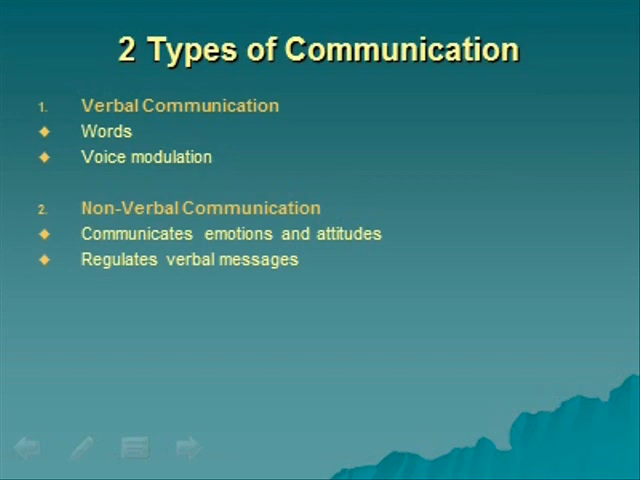 2 Types of Communication
1. Verbal Communication
Words
Voice modulation
2. Non-Verbal Communication
Communicates emotions and attitudes
Regulates verbal messages